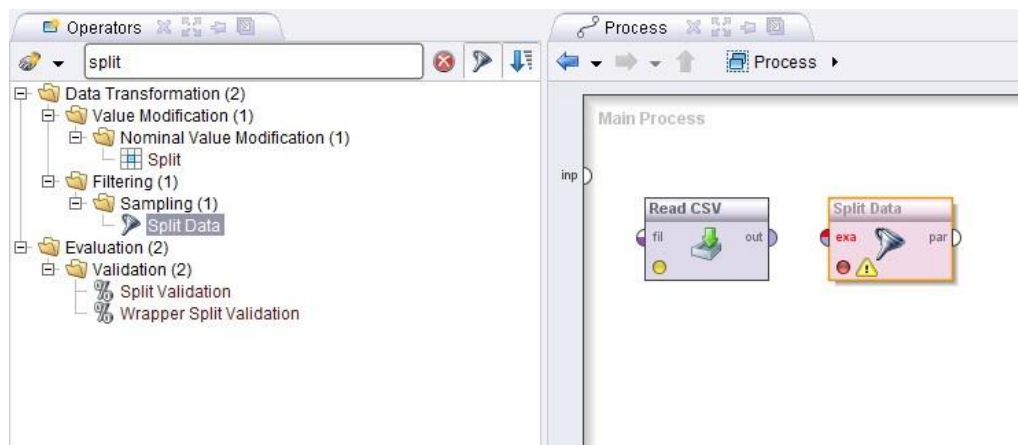 Operators
split
Data Transformation (2)
Value Modification (1)
Nominal Value Modification (1)
Split
Filtering (1)
Sampling (1)
Split Data
Evaluation (2)
Validation (2)
Split Validation
Wrapper Split Validation
Process
Process
Main Process
inp
Read CSV
fil out
Split Data
exa par